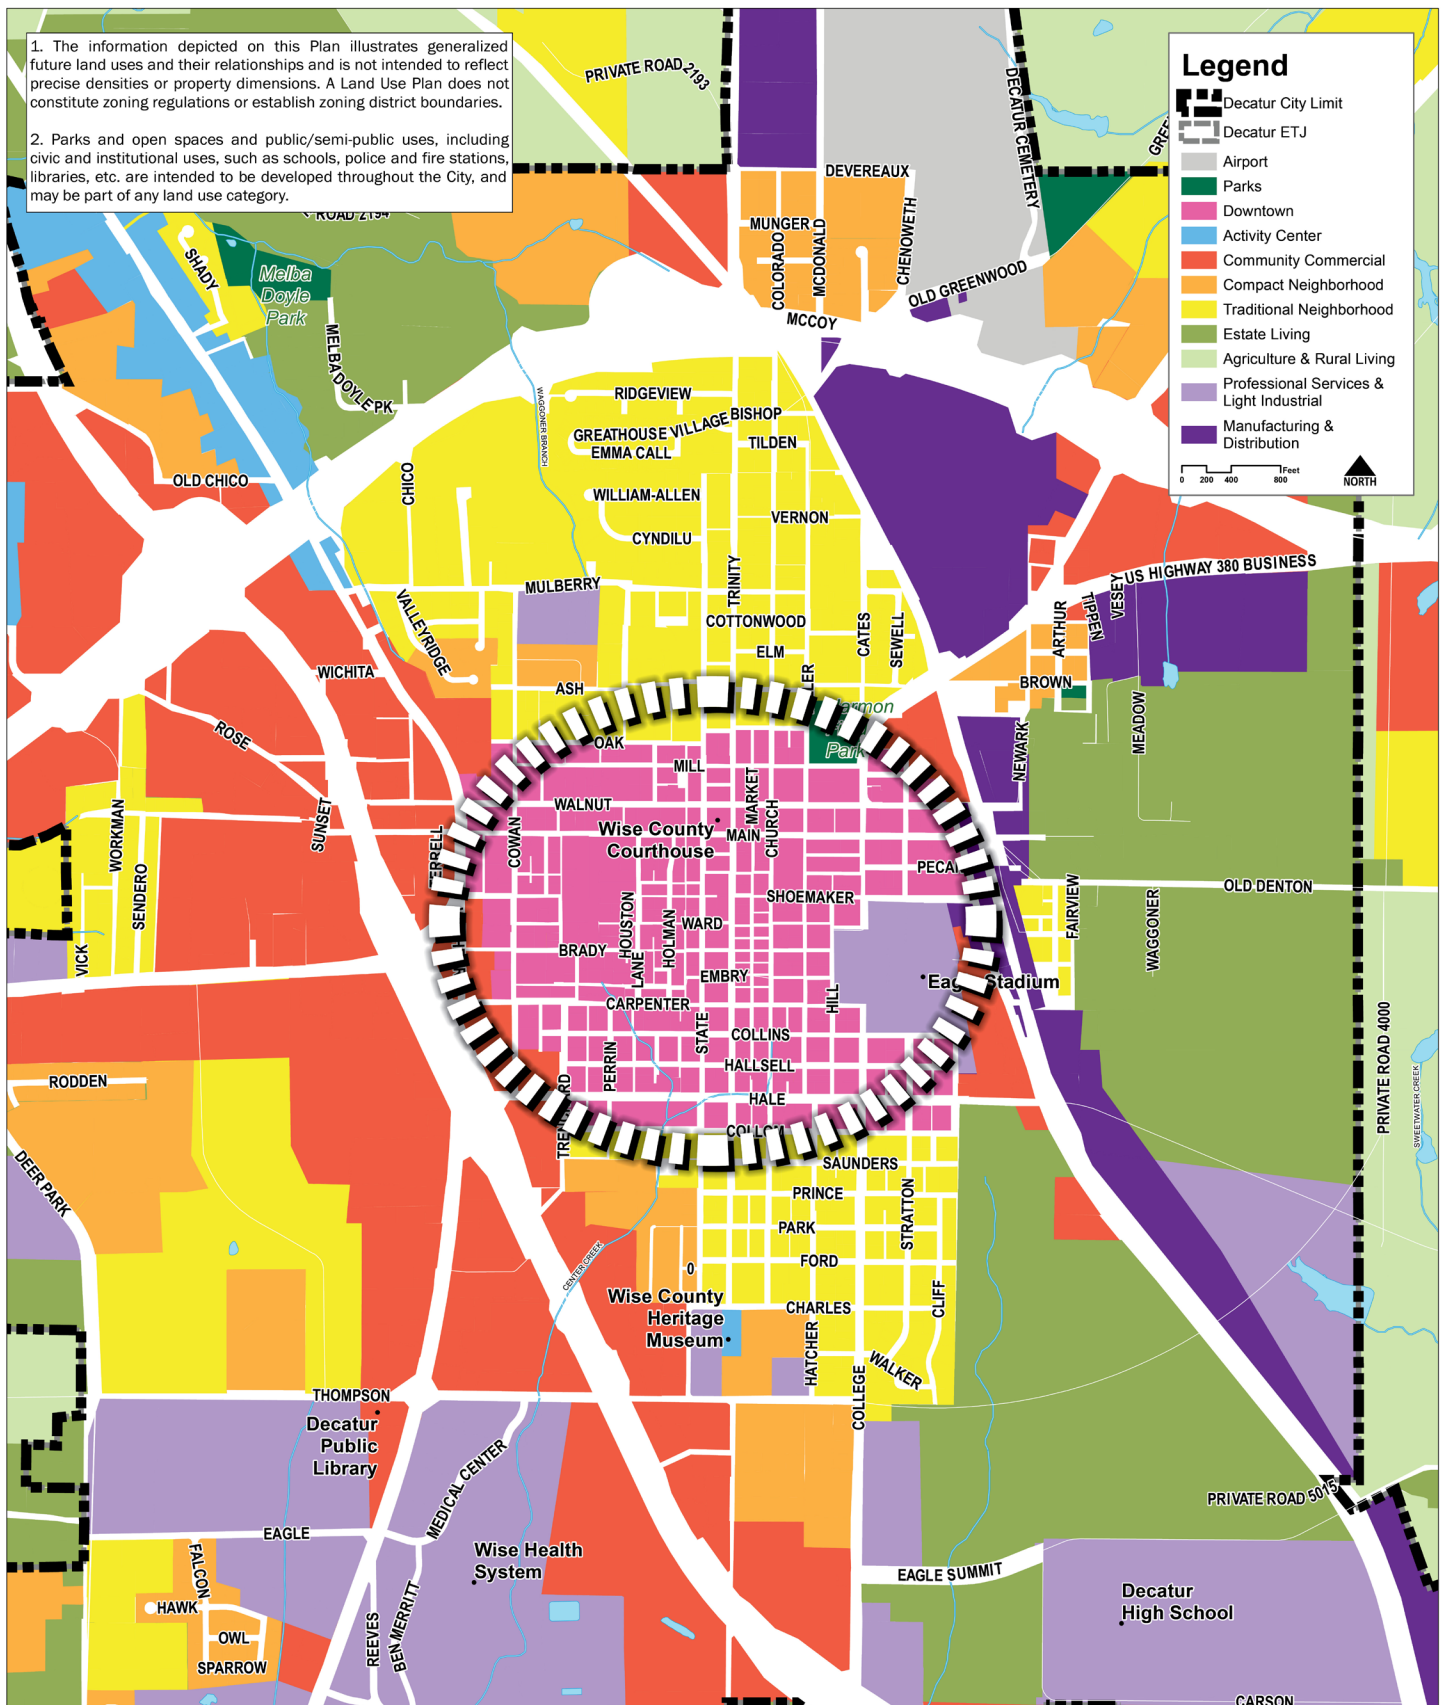 1. The information depicted on this Plan illustrates generalized
future land uses and their relationships and is not intended to reflect
precise densities or property dimensions. A Land Use Plan does not
constitute zoning regulations or establish zoning district boundaries.
2. Parks and open spaces and public/semi-public uses, including
civic and institutional uses, such as schools, police and fire stations,
libraries, etc. are intended to be developed throughout the City, and
may be part of any land use category.
Legend
Decatur City Limit
Decatur ETJ
Airport
Parks
Downtown
Activity Center
Community Commercial
Compact Neighborhood
Traditional Neighborhood
Estate Living
Agriculture & Rural Living
Professional Services &
Light Industrial
Manufacturing &
Distribution
Feet
0 200 400 800
NORTH
PRIVATE ROAD 2193
DECATUR CEMETERY
ROAD 2194
DEVEREAUX
MUNGER
COLORADO
MCDONALD
CHENOWETH
OLD GREENWOOD
MCCOY
SHADY
Melba
Doyle
Park
MELBA DOYLE PK
WAGGONER BRANCH
RIDGEVIEW
GREATHOUSE VILLAGE
BISHOP
EMMA CALL
TILDEN
OLD CHICO
CHICO
WILLIAM-ALLEN
VERNON
CYNDILU
MULBERRY
TRINITY
COTTONWOOD
CATES
SEWELL
ELM
US HIGHWAY 380 BUSINESS
VESEY
TIPPEN
ARTHUR
BROWN
VALLEYRIDGE
WICHITA
ASH
OAK
Park
ROSE
MILL
MARKET
NEWARK
MEADOW
WALNUT
Wise County
Courthouse
MAIN
CHURCH
COWAN
SUNSET
WORKMAN
SENDERO
VICK
SHOEMAKER
OLD DENTON
FAIRVIEW
WAGGONER
HOUSTON
HOLMAN
WARD
BRADY
LANE
EMBRY
HILL
CARPENTER
STATE
COLLINS
PERRIN
HALLSELL
HALE
PRIVATE ROAD 4000
SWEETWATER CREEK
RODDEN
DEER PARK
SAUNDERS
PRINCE
STRATTON
PARK
FORD
CENTER CREEK
0
Wise County
Heritage
Museum
CHARLES
CLIFF
HATCHER
WALKER
COLLEGE
THOMPSON
Decatur
Public
Library
MEDICAL CENTER
EAGLE
Wise Health
System
FALCON
HAWK
OWL
SPARROW
REEVES
BEN MERRITT
PRIVATE ROAD 5015
EAGLE SUMMIT
Decatur
High School
CARSON